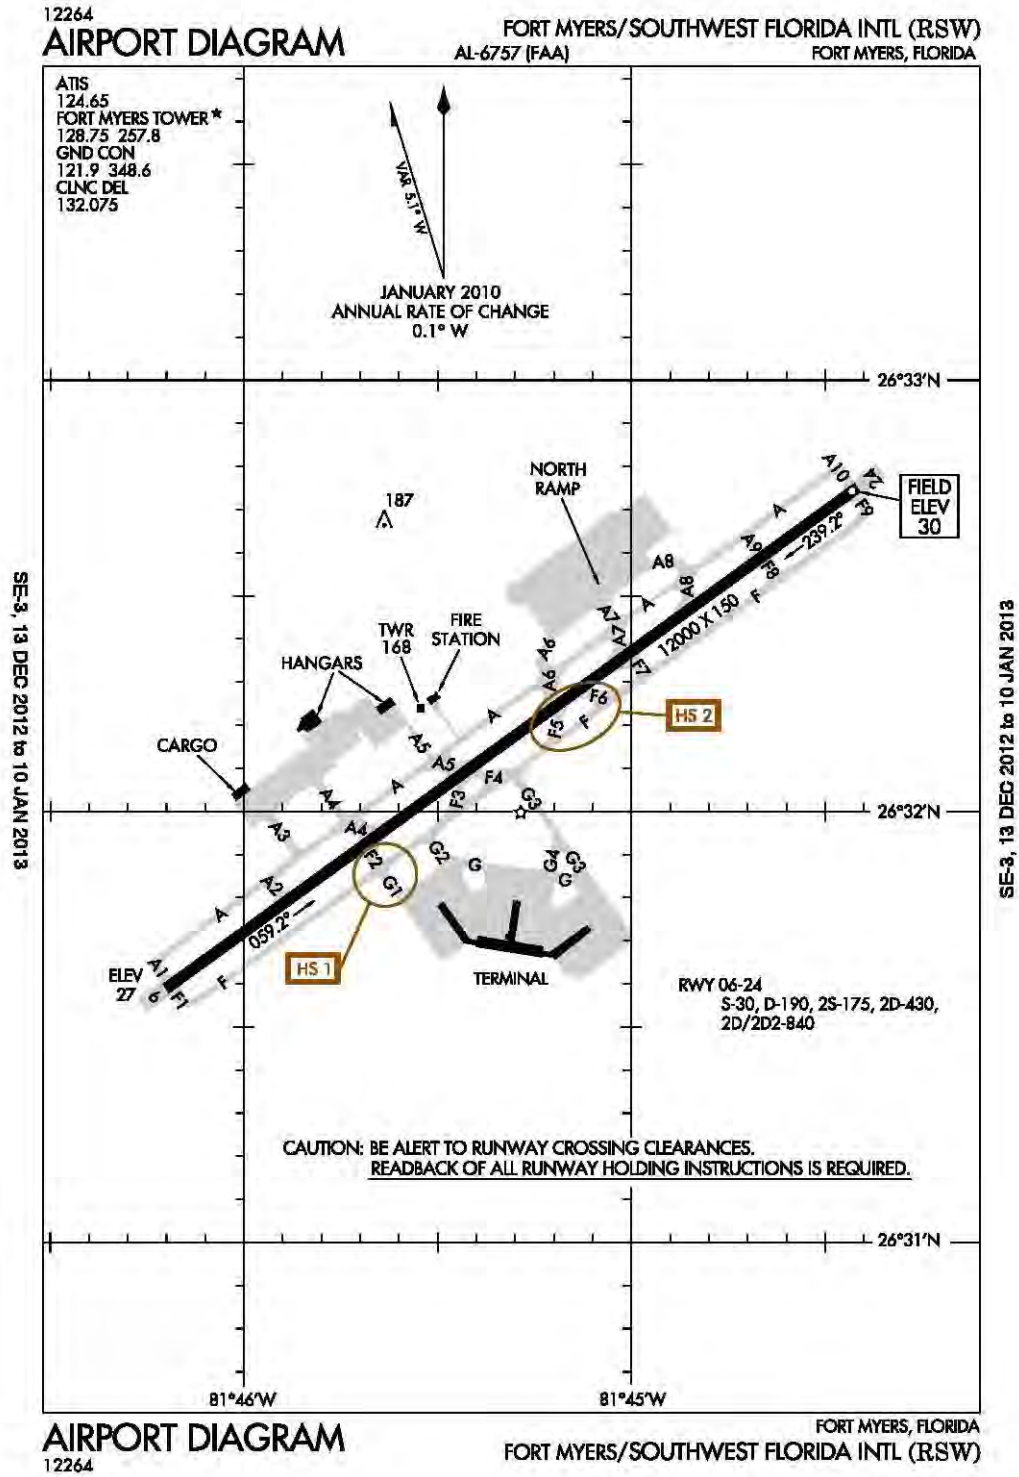 12264
AIRPORT DIAGRAM
FORT MYERS/SOUTHWEST FLORIDA INTL (RSW)
AL-6757 (FAA)
FORT MYERS, FLORIDA
ATIS
124.65
FORT MYERS TOWER★
128.75 257.8
GND CON
121.9 348.6
CLNC DEL
132.075
VAR 5.1° W
JANUARY 2010
ANNUAL RATE OF CHANGE
0.1° W
26°33'N
NORTH
RAMP
A10
24
FIELD
ELEV
30
F9
187
A
A9
239.2°
F8
A8
A8
F
A7
A7
A
12000 X 150
TWR
168
FIRE
STATION
HANGARS
A6
A6
F7
F6
F5
F
HS 2
A
A5
A5
CARGO
F4
A
F3
G3
26°32'N
A4
A4
A3
F2
G2
G1
G
G4
G3
G
A2
A
059.2°
HS 1
TERMINAL
A1
ELEV
27
6
F1
F
RWY 06-24
S-30, D-190, 2S-175, 2D-430,
2D/2D2-840
CAUTION: BE ALERT TO RUNWAY CROSSING CLEARANCES.
READBACK OF ALL RUNWAY HOLDING INSTRUCTIONS IS REQUIRED.
26°31'N
81°46'W
81°45'W
SE-3, 13 DEC 2012 to 10 JAN 2013
SE-3, 13 DEC 2012 to 10 JAN 2013
AIRPORT DIAGRAM
12264
FORT MYERS, FLORIDA
FORT MYERS/SOUTHWEST FLORIDA INTL (RSW)